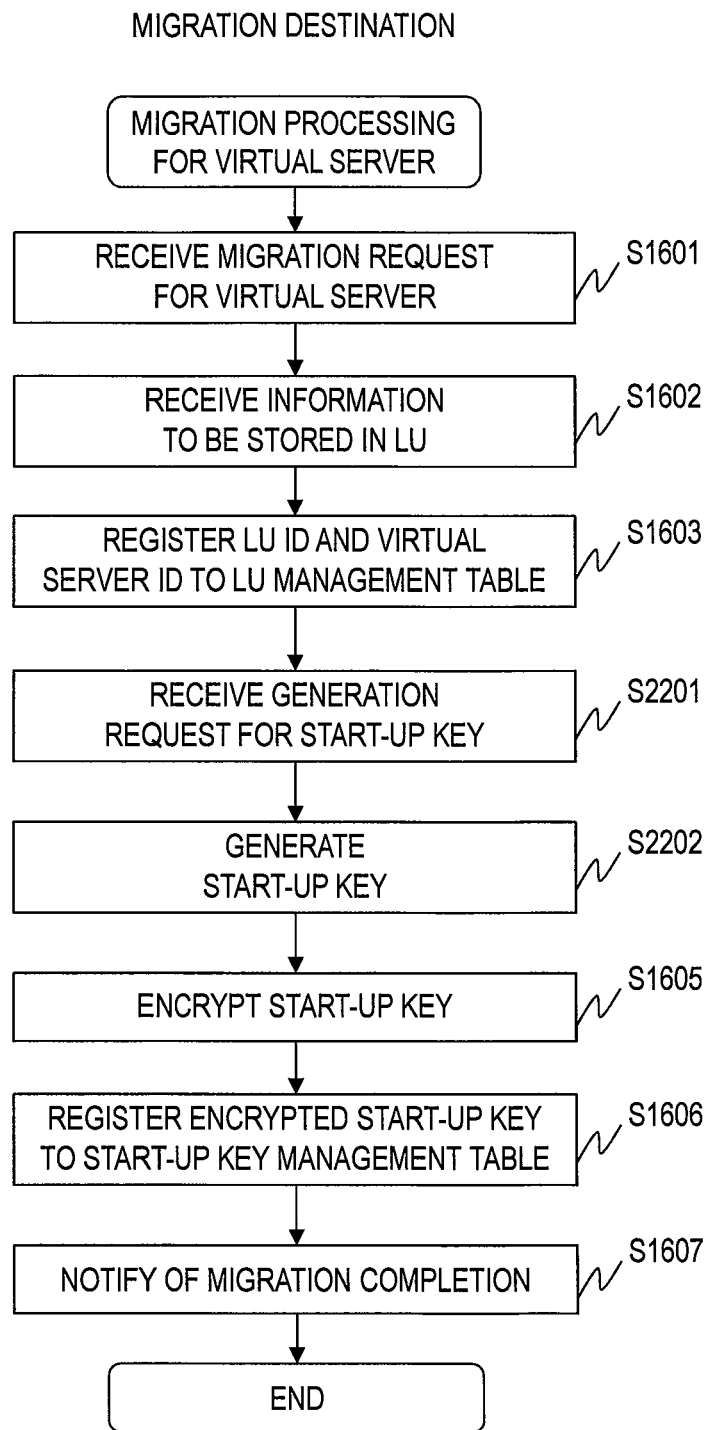 MIGRATION DESTINATION
MIGRATION PROCESSING
FOR VIRTUAL SERVER
RECEIVE MIGRATION REQUEST
FOR VIRTUAL SERVER
S1601
RECEIVE INFORMATION
TO BE STORED IN LU
S1602
REGISTER LU ID AND VIRTUAL
SERVER ID TO LU MANAGEMENT TABLE
S1603
RECEIVE GENERATION
REQUEST FOR START-UP KEY
S2201
GENERATE
START-UP KEY
S2202
ENCRYPT START-UP KEY
S1605
REGISTER ENCRYPTED START-UP KEY
TO START-UP KEY MANAGEMENT TABLE
S1606
NOTIFY OF MIGRATION COMPLETION
S1607
END